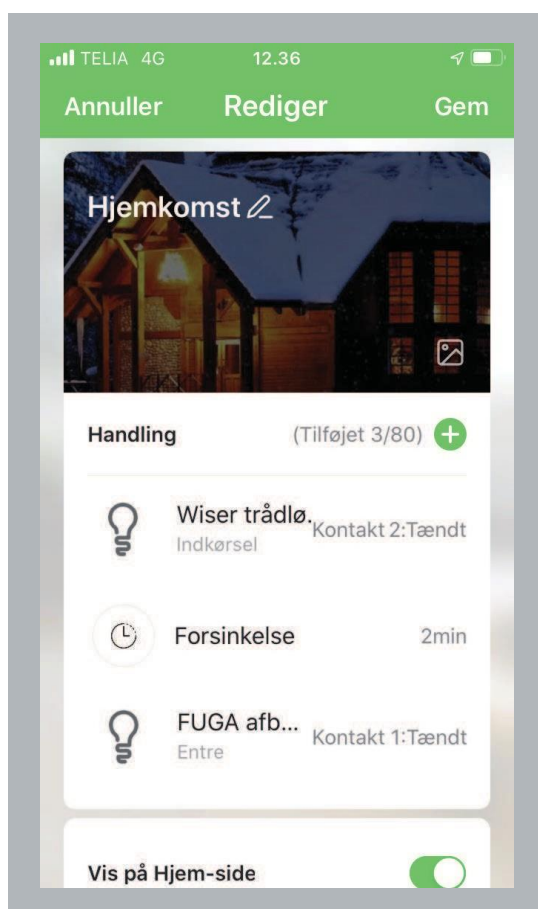 TELIA 4G 12.36
Annuller Rediger Gem
Hjemkomst
Handling (Tilføjet 3/80)
Wiser trådlø. Kontakt 2:Tændt
Indkørsel
Forsinkelse 2min
FUGA afb... Kontakt 1:Tændt
Entre
Vis på Hjem-side